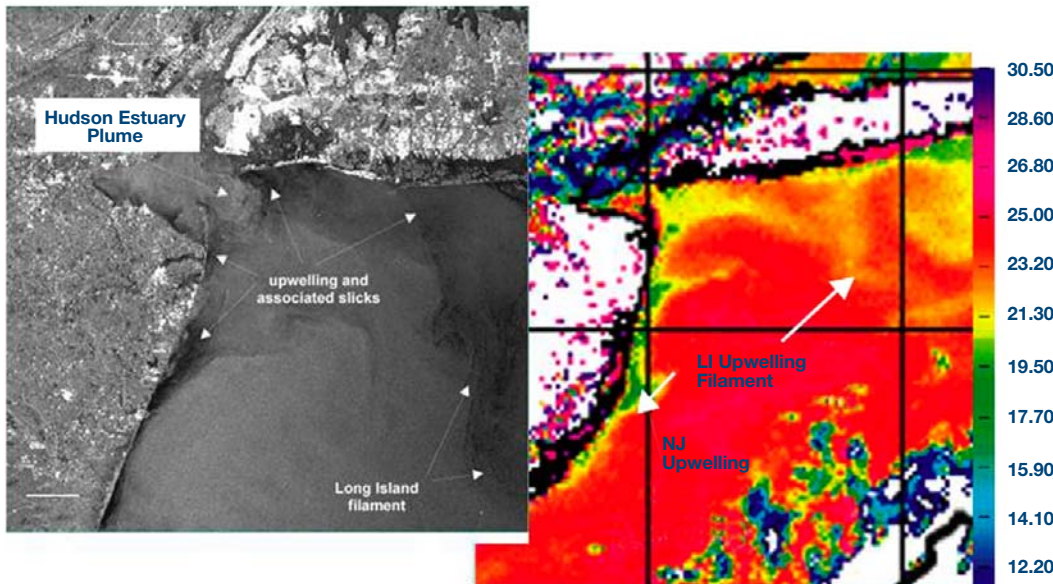 Hudson Estuary
Plume
upwelling and
associated slicks
Long Island
filament
LI Upwelling
Filament
NJ
Upwelling
30.50
28.60
26.80
25.00
23.20
21.30
19.50
17.70
15.90
14.10
12.20